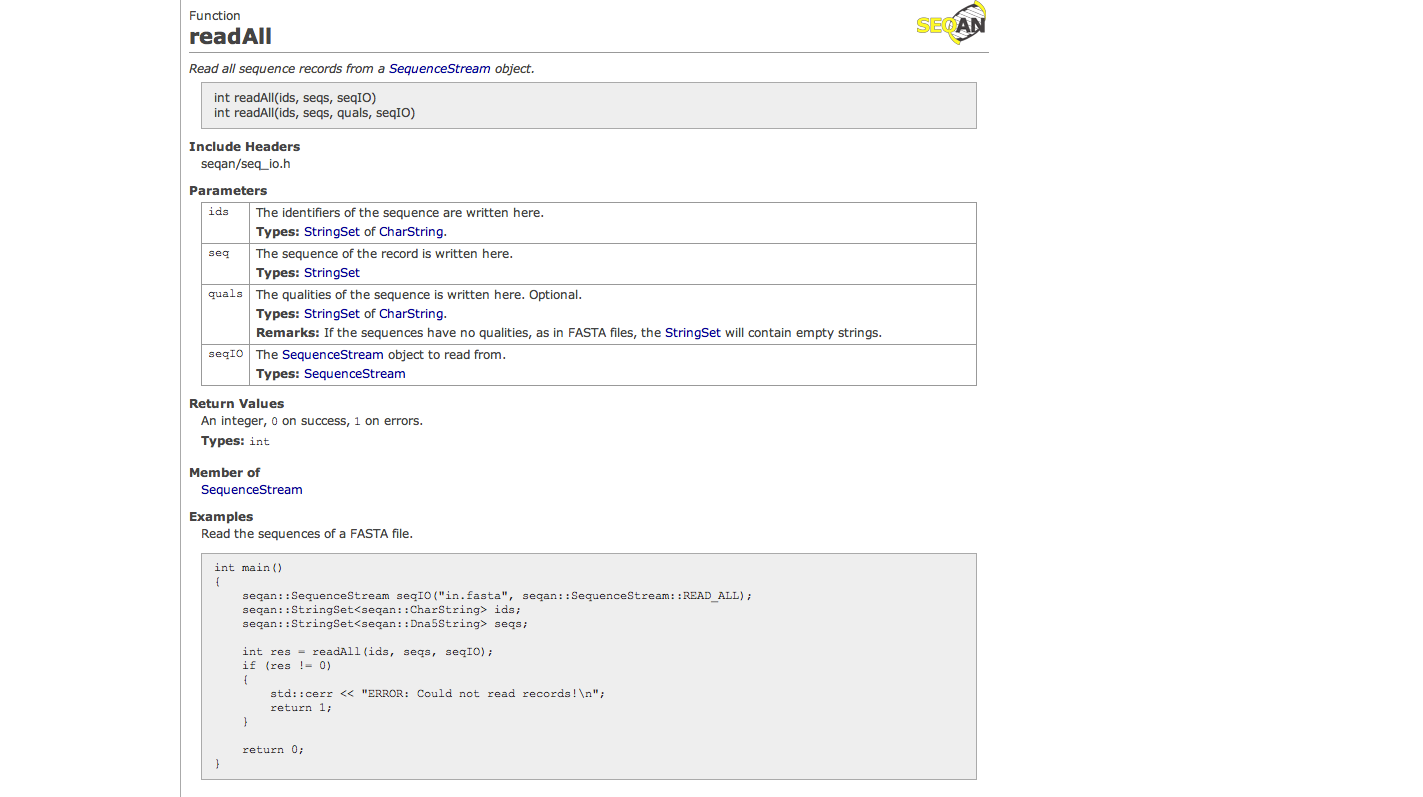 Function
SEQAN
readAll
Read all sequence records from a SequenceStream object.
int readAll(ids, seqs, seqIO)
int readAll(ids, seqs, quals, seqIO)
Include Headers
seqan/seq_io.h
Parameters
ids The identifiers of the sequence are written here.
Types: StringSet of CharString.
seq The sequence of the record is written here.
Types: StringSet
quals The qualities of the sequence is written here. Optional.
Types: StringSet of CharString.
Remarks: If the sequences have no qualities, as in FASTA files, the StringSet will contain empty strings.
seqIO The SequenceStream object to read from.
Types: SequenceStream
Return Values
An integer, 0 on success, 1 on errors.
Types: int
Member of
SequenceStream
Examples
Read the sequences of a FASTA file.
int main()
{
    seqan::SequenceStream seqIO("in.fasta", seqan::SequenceStream::READ_ALL);
    seqan::StringSet<seqan::CharString> ids;
    seqan::StringSet<seqan::Dna5String> seqs;
    int res = readAll(ids, seqs, seqIO);
    if (res != 0)
    {
        std::cerr << "ERROR: Could not read records!\n";
        return 1;
    }
    return 0;
}